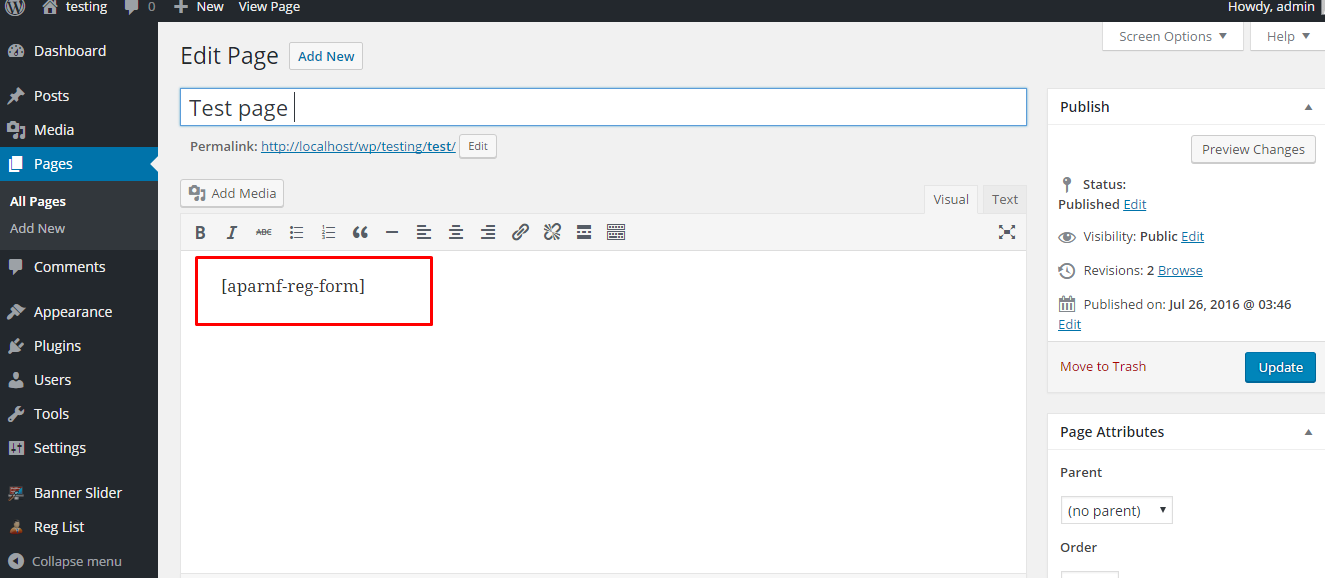 testing 0 New View Page Howdy, admin
Screen Options Help
Dashboard
Posts
Media
Pages
All Pages
Add New
Comments
Appearance
Plugins
Users
Tools
Settings
Banner Slider
Reg List
Collapse menu
Edit Page Add New
Test page
Permalink: http://localhost/wp/testing/test/ Edit
Add Media
Visual Text
B I ABC
[aparnf-reg-form]
Publish
Preview Changes
Status:
Published Edit
Visibility: Public Edit
Revisions: 2 Browse
Published on: Jul 26, 2016 @ 03:46
Edit
Move to Trash Update
Page Attributes
Parent
(no parent)
Order